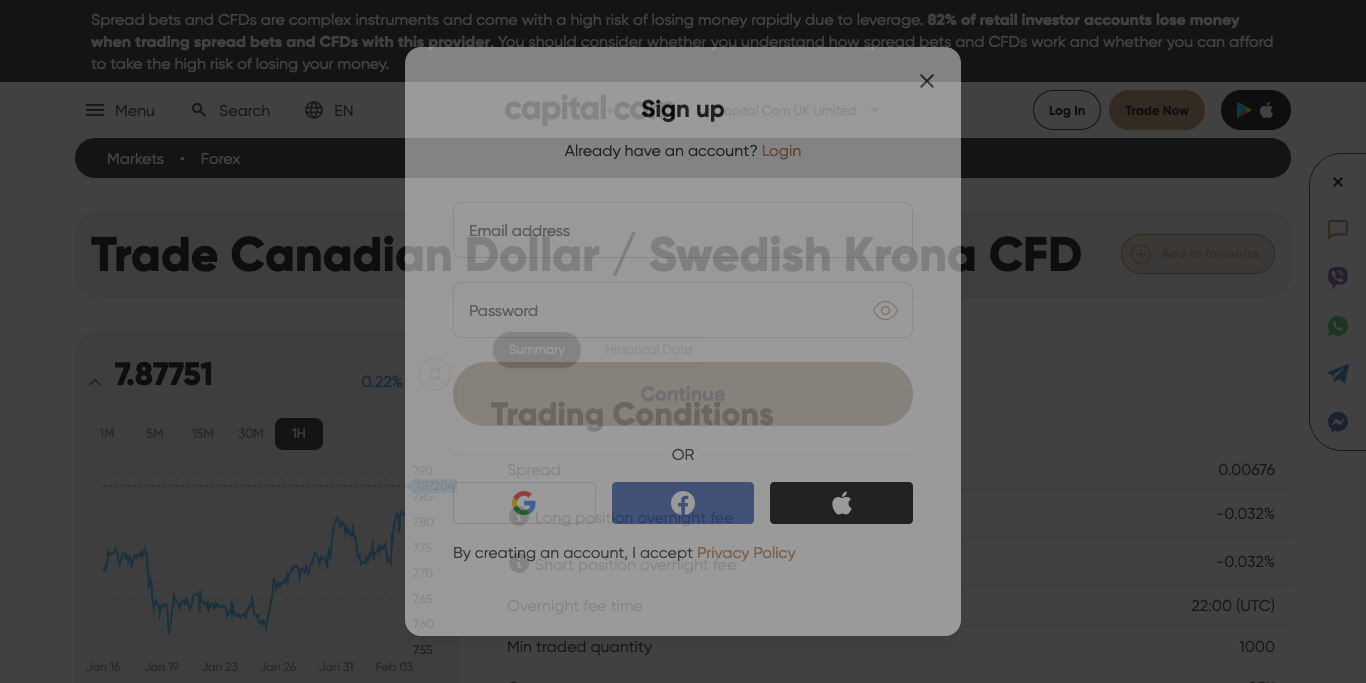 Spread bets and CFDs are complex instruments and come with a high risk of losing money rapidly due to leverage. 82% of retail investor accounts lose money
when trading spread bets and CFDs with this provider. You should consider whether you understand how spread bets and CFDs work and whether you can afford
to take the high risk of losing your money.
Menu
Search
EN
capital.co
Capital Com UK Limited
Log In
Trade Now
Markets • Forex
Sign up
Already have an account? Login
Email address
Password
Continue
OR
By creating an account, I accept Privacy Policy
Trade Canadian Dollar / Swedish Krona CFD
Add to favourite
7.87751
0.22%
1M 5M 15M 30M 1H
7.90
7.87204
7.85
7.80
7.75
7.70
7.65
7.60
7.55
Jan 16 Jan 19 Jan 23 Jan 26 Jan 31 Feb 03
Summary Historical Data
Trading Conditions
Spread 0.00676
Long position overnight fee -0.032%
Short position overnight fee -0.032%
Overnight fee time 22:00 (UTC)
Min traded quantity 1000